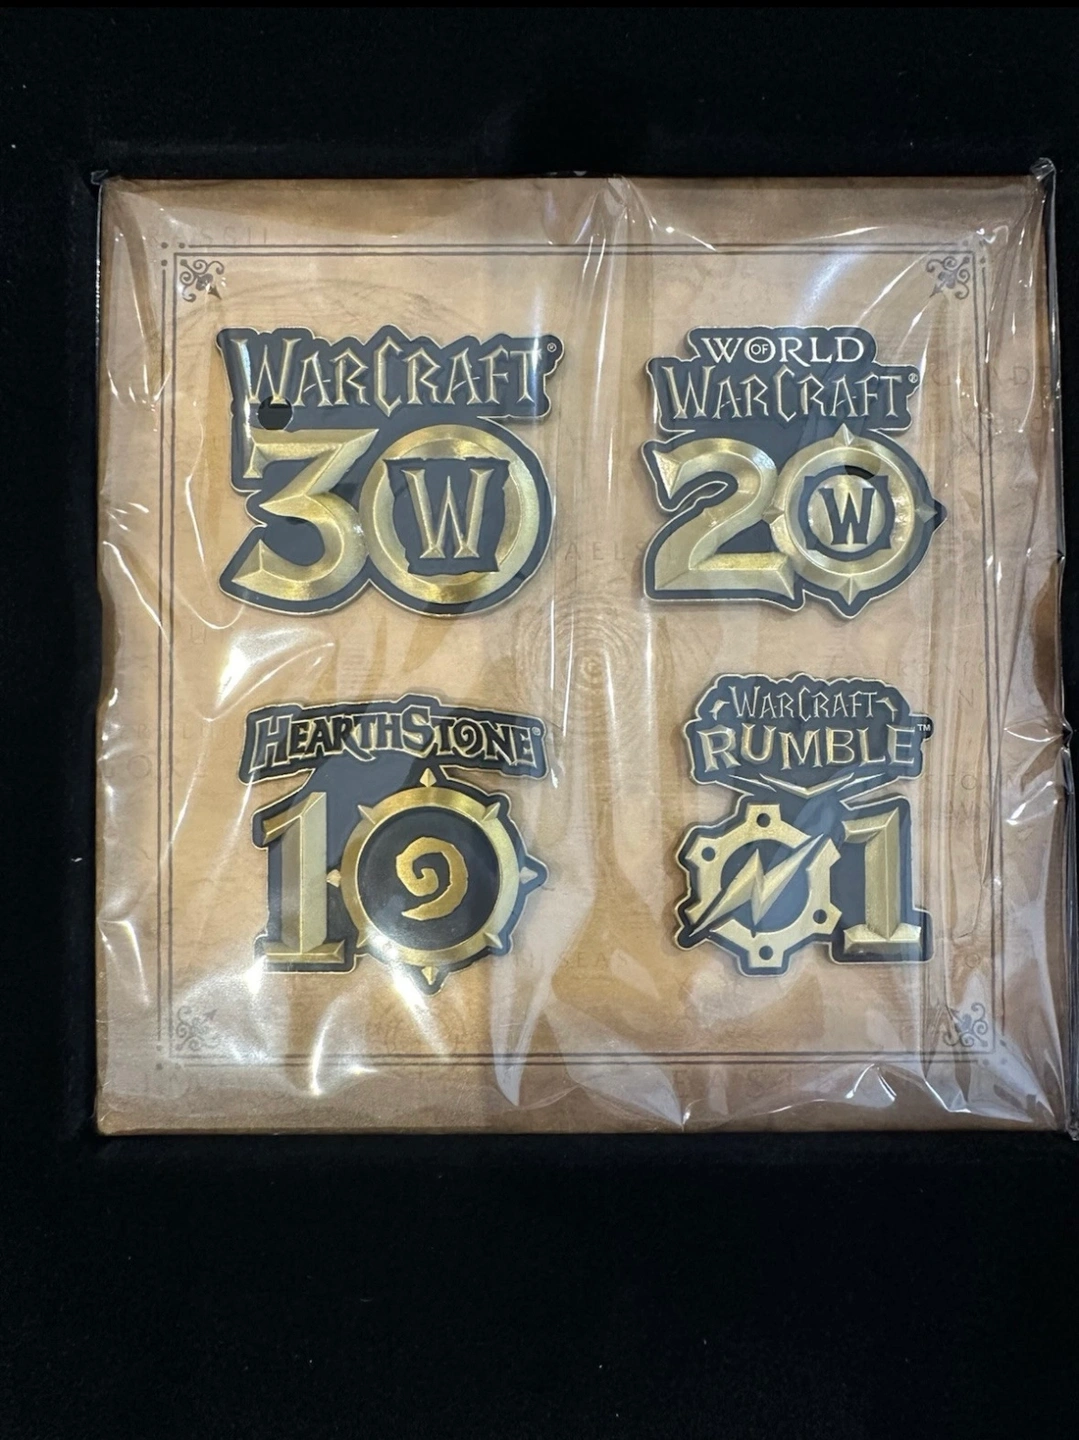 WARCRAFT®
30
W
WORLD
OF
WARCRAFT®
20
W
HEARTHSTONE®
10
WARCRAFT
RUMBLE™
01